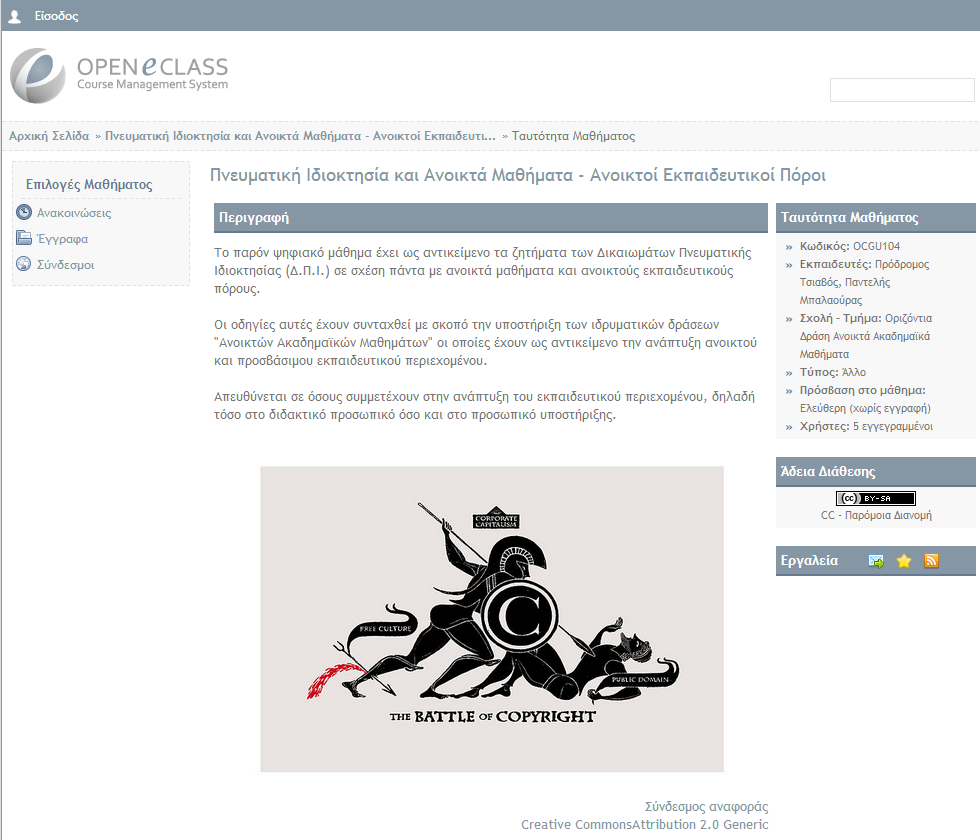 Είσοδος
OPEN eCLASS
Course Management System
Αρχική Σελίδα » Πνευματική Ιδιοκτησία και Ανοικτά Μαθήματα - Ανοικτοί Εκπαιδευτι... » Ταυτότητα Μαθήματος
Επιλογές Μαθήματος
Ανακοινώσεις
Έγγραφα
Σύνδεσμοι
Πνευματική Ιδιοκτησία και Ανοικτά Μαθήματα - Ανοικτοί Εκπαιδευτικοί Πόροι
Περιγραφή
Το παρόν ψηφιακό μάθημα έχει ως αντικείμενο τα ζητήματα των Δικαιωμάτων Πνευματικής
Ιδιοκτησίας (Δ.Π.Ι.) σε σχέση πάντα με ανοικτά μαθήματα και ανοικτούς εκπαιδευτικούς
πόρους.
Οι οδηγίες αυτές έχουν συνταχθεί με σκοπό την υποστήριξη των ιδρυματικών δράσεων
"Ανοικτών Ακαδημαϊκών Μαθημάτων" οι οποίες έχουν ως αντικείμενο την ανάπτυξη ανοικτού
και προσβάσιμου εκπαιδευτικού περιεχομένου.
Απευθύνεται σε όσους συμμετέχουν στην ανάπτυξη του εκπαιδευτικού περιεχομένου, δηλαδή
τόσο στο διδακτικό προσωπικό όσο και στο προσωπικό υποστήριξης.
CORPORATE
CAPITALISM
C
FREE CULTURE
PUBLIC DOMAIN
THE BATTLE OF COPYRIGHT
Σύνδεσμος αναφοράς
Creative CommonsAttribution 2.0 Generic
Ταυτότητα Μαθήματος
» Κωδικός: OCGU104
» Εκπαιδευτές: Πρόδρομος
Τσιαβός, Παντελής
Μπαλαούρας
» Σχολή - Τμήμα: Οριζόντια
Δράση Ανοικτά Ακαδημαϊκά
Μαθήματα
» Τύπος: Άλλο
» Πρόσβαση στο μάθημα:
Ελεύθερη (χωρίς εγγραφή)
» Χρήστες: 5 εγγεγραμμένοι
Άδεια Διάθεσης
cc BY-SA
CC - Παρόμοια Διανομή
Εργαλεία